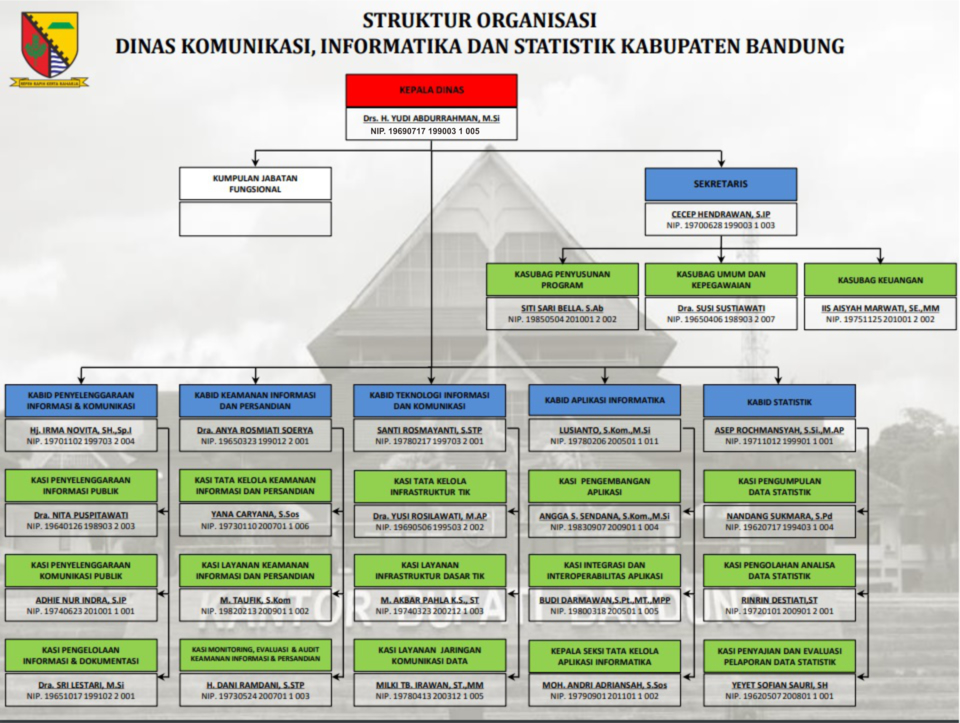 STRUKTUR ORGANISASI
DINAS KOMUNIKASI, INFORMATIKA DAN STATISTIK KABUPATEN BANDUNG
KEPALA DINAS
Drs. H. YUDI ABDURRAHMAN, M.Si
NIP. 19690717 199003 1 005
KUMPULAN JABATAN
FUNGSIONAL
SEKRETARIS
CECEP HENDRAWAN, S.IP
NIP. 19700628 199003 1 003
KASUBAG PENYUSUNAN
PROGRAM
SITI SARI BELLA. S.Ab
NIP. 19850504 201001 2 002
KASUBAG UMUM DAN
KEPEGAWAIAN
Dra. SUSI SUSTIAWATI
NIP. 19650406 198903 2 007
KASUBAG KEUANGAN
IIS AISYAH MARWATI, SE.,MM
NIP. 19751125 201001 2 002
KABID PENYELENGGARAAN
INFORMASI & KOMUNIKASI
Hj. IRMA NOVITA, SH.,Sp.I
NIP. 19701102 199703 2 004
KASI PENYELENGGARAAN
INFORMASI PUBLIK
Dra. NITA PUSPITAWATI
NIP. 19640126 198903 2 003
KASI PENYELENGGARAAN
KOMUNIKASI PUBLIK
ADHIE NUR INDRA, S.IP
NIP. 19740623 201001 1 001
KASI PENGELOLAAN
INFORMASI & DOKUMENTASI
Dra. SRI LESTARI, M.Si
NIP. 19651017 199102 2 001
KABID KEAMANAN INFORMASI
DAN PERSANDIAN
Dra. ANYA ROSMIATI SOERYA
NIP. 19650323 199012 2 001
KASI TATA KELOLA KEAMANAN
INFORMASI DAN PERSANDIAN
YANA CARYANA, S.Sos
NIP. 19730110 200701 1 006
KASI LAYANAN KEAMANAN
INFORMASI DAN PERSANDIAN
M. TAUFIK, S.Kom
NIP. 19820213 200901 1 002
KASI MONITORING, EVALUASI & AUDIT
KEAMANAN INFORMASI & PERSANDIAN
H. DANI RAMDANI, S.STP
NIP. 19730524 200701 1 003
KABID TEKNOLOGI INFORMASI
DAN KOMUNIKASI
SANTI ROSMAYANTI, S.STP
NIP. 19780217 199703 2 001
KASI TATA KELOLA
INFRASTRUKTUR TIK
Dra. YUSI ROSILAWATI, M.AP
NIP. 19690506 199503 2 002
KASI LAYANAN
INFRASTRUKTUR DASAR TIK
M. AKBAR PAHLA K.S., ST
NIP. 19740323 200212 1 003
KASI LAYANAN JARINGAN
KOMUNIKASI DATA
MILKI TB. IRAWAN, ST.,MM
NIP. 19780413 200312 1 005
KABID APLIKASI INFORMATIKA
LUSIANTO, S.Kom.,M.Si
NIP. 19780206 200501 1 011
KASI PENGEMBANGAN
APLIKASI
ANGGA S. SENDANA, S.Kom.,M.Si
NIP. 19830907 200901 1 004
KASI INTEGRASI DAN
INTEROPERABILITAS APLIKASI
BUDI DARMAWAN,S.Pt.,MT.,MPP
NIP. 19800318 200501 1 005
KEPALA SEKSI TATA KELOLA
APLIKASI INFORMATIKA
MOH. ANDRI ADRIANSAH, S.Sos
NIP. 19790901 201101 1 002
KABID STATISTIK
ASEP ROCHMANSYAH, S.Si.,M.AP
NIP. 19711012 199901 1 001
KASI PENGUMPULAN
DATA STATISTIK
NANDANG SUKMARA, S.Pd
NIP. 19620717 199403 1 004
KASI PENGOLAHAN ANALISA
DATA STATISTIK
RINRIN DESTIATI,ST
NIP. 19720101 200901 2 001
KASI PENYAJIAN DAN EVALUASI
PELAPORAN DATA STATISTIK
YEYET SOFIAN SAURI, SH
NIP. 19620507 200801 1 001
KANTOR BUPATI BANDUNG